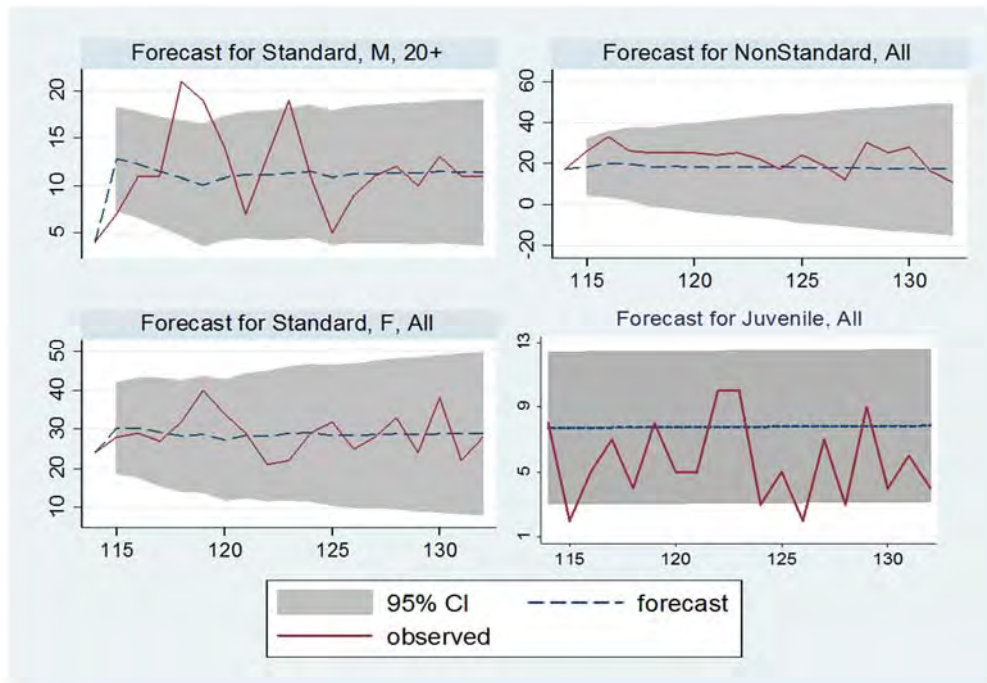 Forecast for Standard, M, 20+
20
15
10
5
Forecast for NonStandard, All
60
40
20
0
-20
115 120 125 130
Forecast for Standard, F, All
50
40
30
20
10
115 120 125 130
Forecast for Juvenile, All
13
9
5
1
115 120 125 130
95% CI forecast
observed